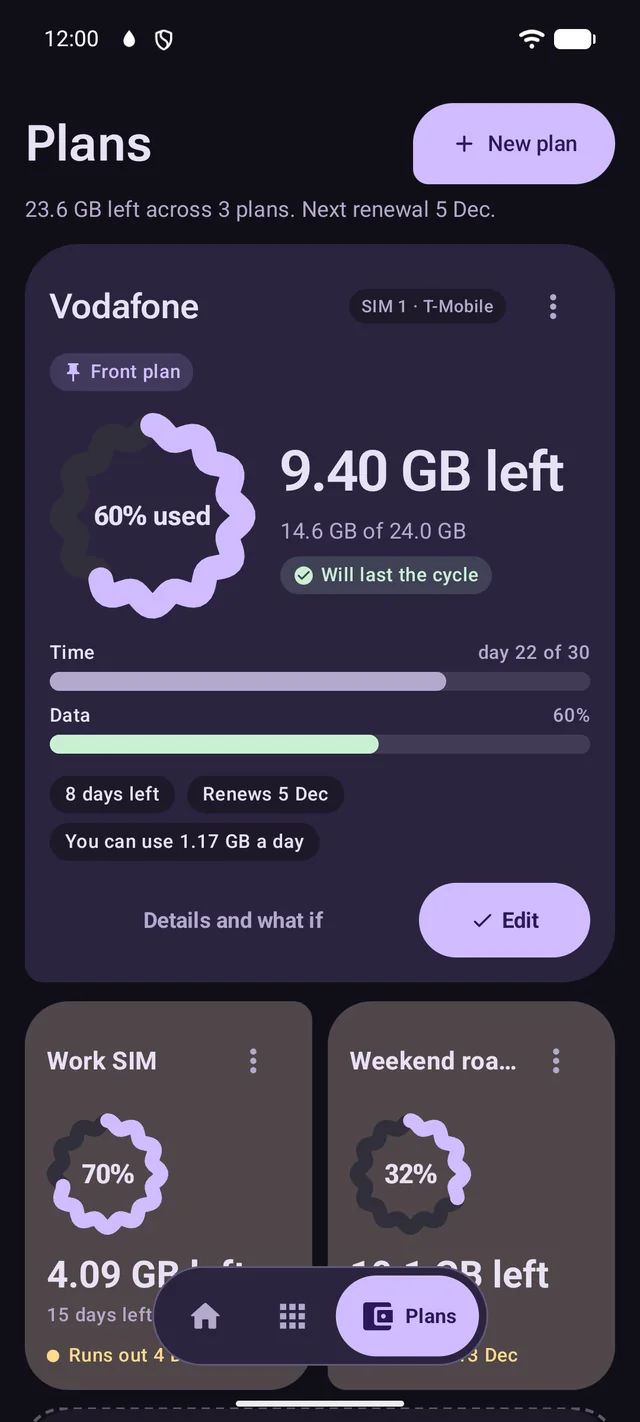 12:00
Plans
+ New plan
23.6 GB left across 3 plans. Next renewal 5 Dec.
Vodafone
SIM 1 · T-Mobile
Front plan
60% used
9.40 GB left
14.6 GB of 24.0 GB
Will last the cycle
Time
day 22 of 30
Data
60%
8 days left
Renews 5 Dec
You can use 1.17 GB a day
Details and what if
Edit
Work SIM
Weekend roa...
70%
32%
4.09 GB left
GB left
15 days left
Runs out 4
3 Dec
Plans